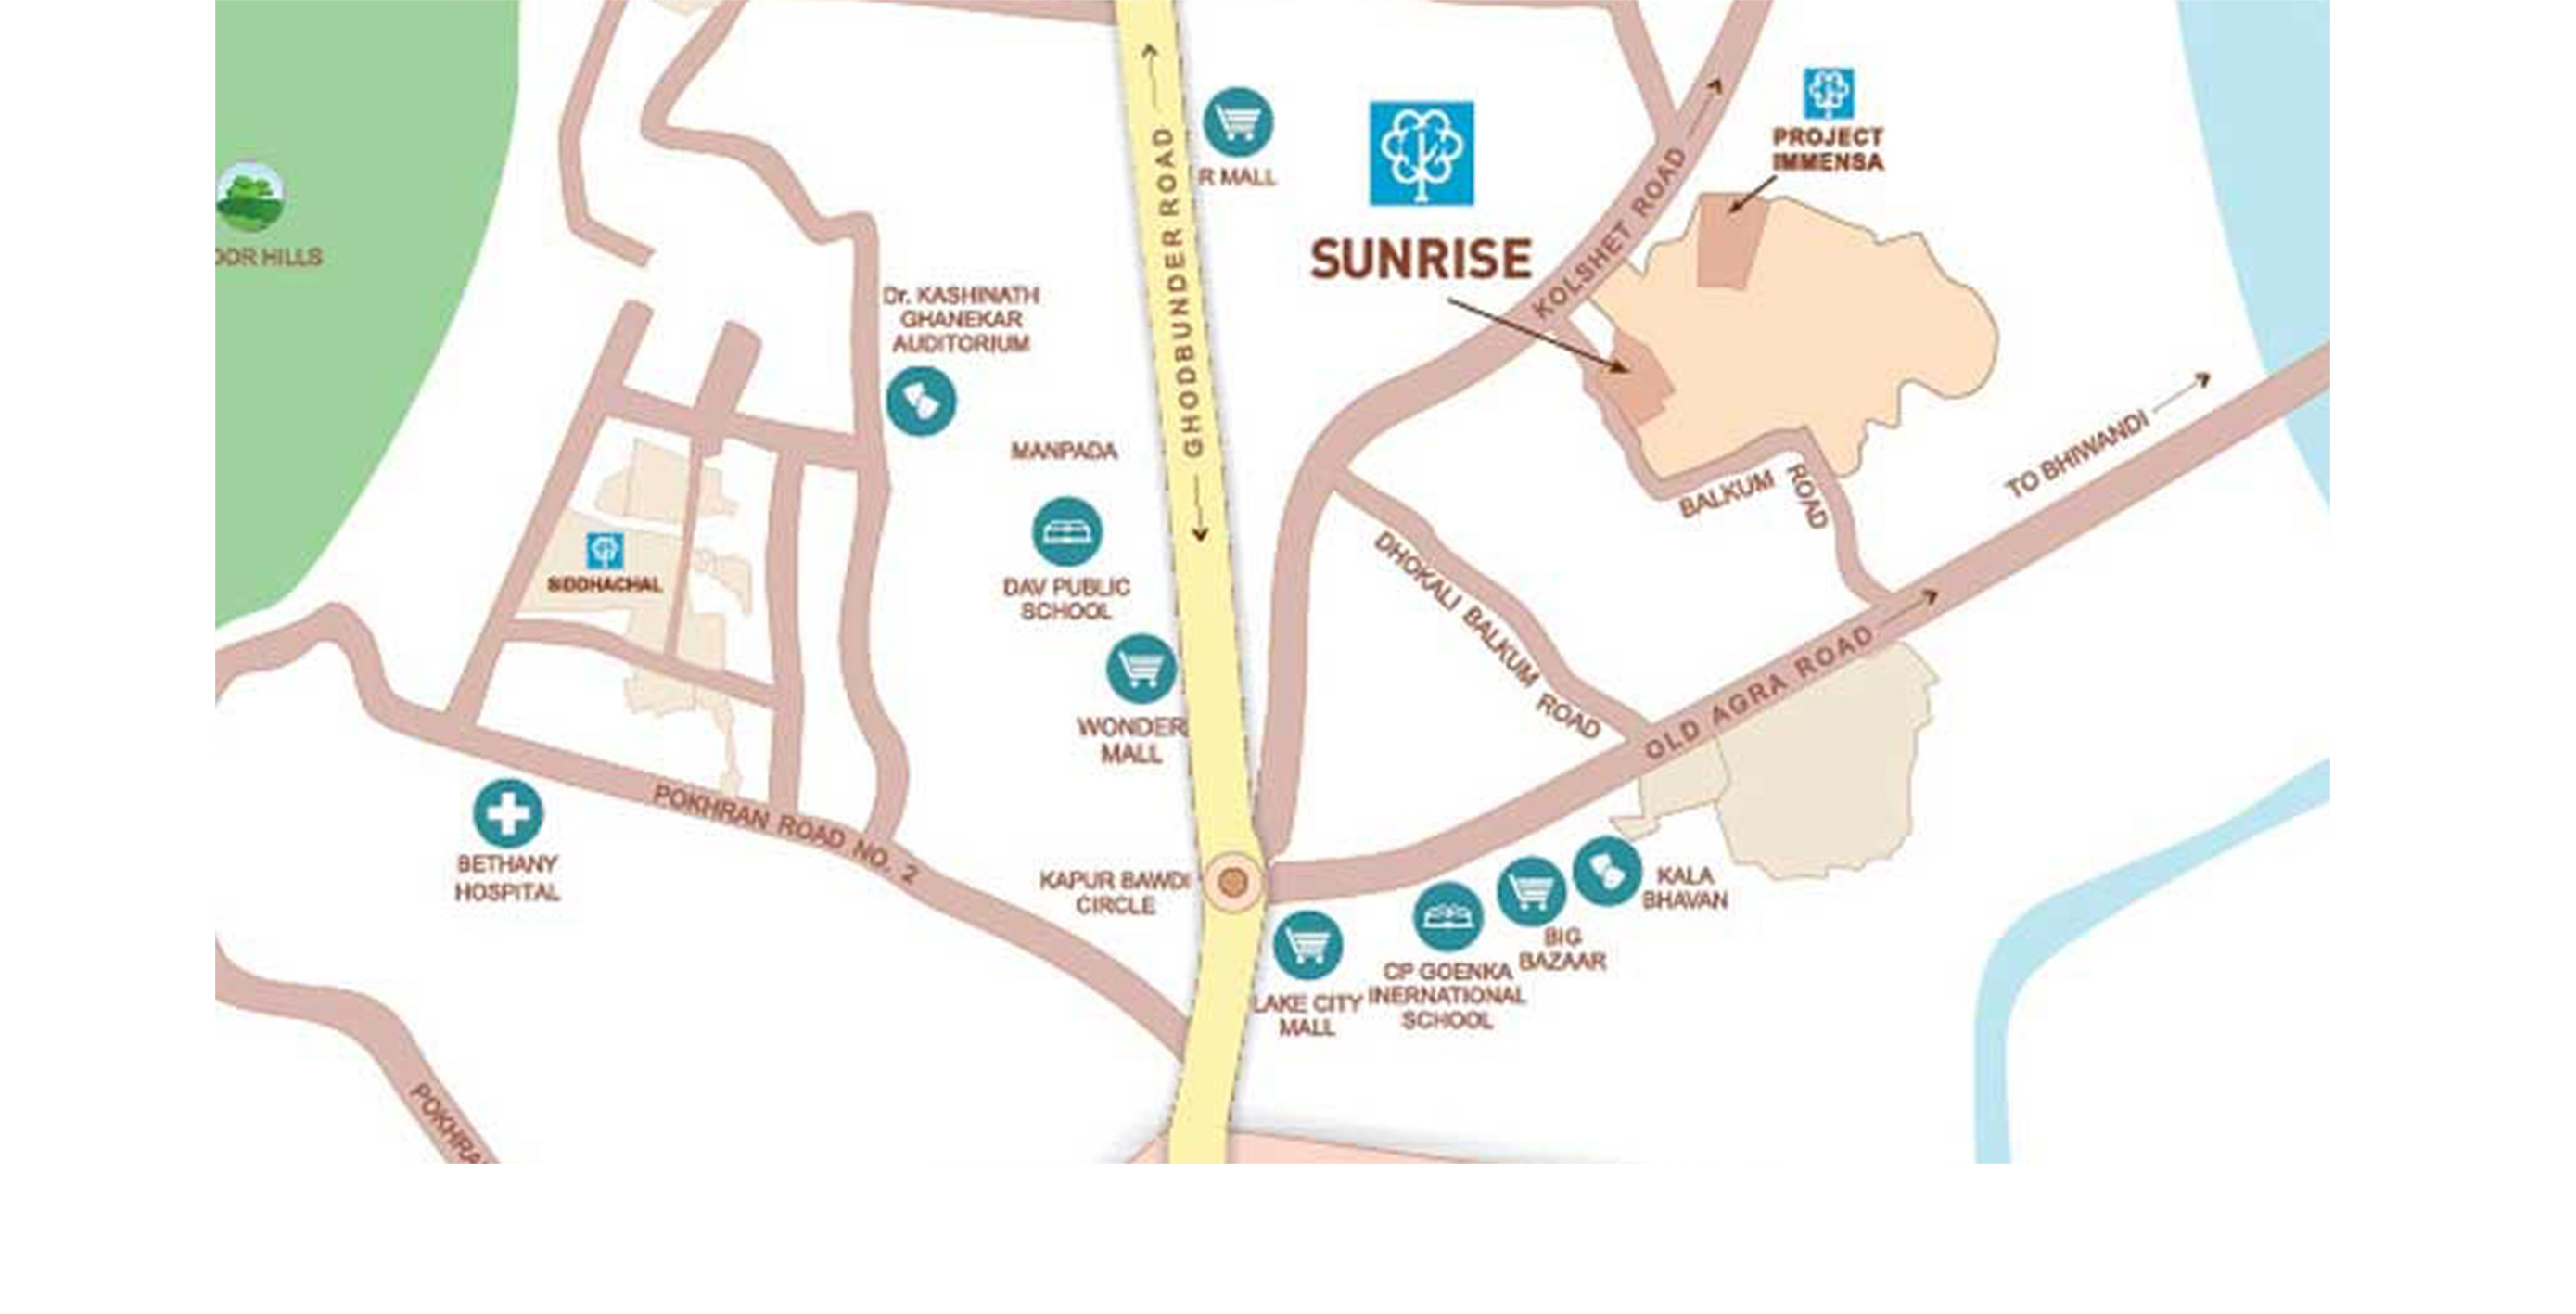 R MALL
PROJECT
IMMENSA
SUNRISE
KOLSHET ROAD
GHODBUNDER ROAD
HILLS
Dr. KASHINATH
GHANEKAR
AUDITORIUM
MANPADA
DAV PUBLIC
SCHOOL
WONDER
MALL
SIDDHACHAL
BALKUM ROAD
TO BHIWANDI
DHOKALI BALKUM ROAD
OLD AGRA ROAD
POKHRAN ROAD NO. 2
BETHANY
HOSPITAL
KAPUR BAWDI
CIRCLE
KALA
BHAVAN
BIG
BAZAAR
CP GOENKA
INERNATIONAL
SCHOOL
LAKE CITY
MALL
POKHRA